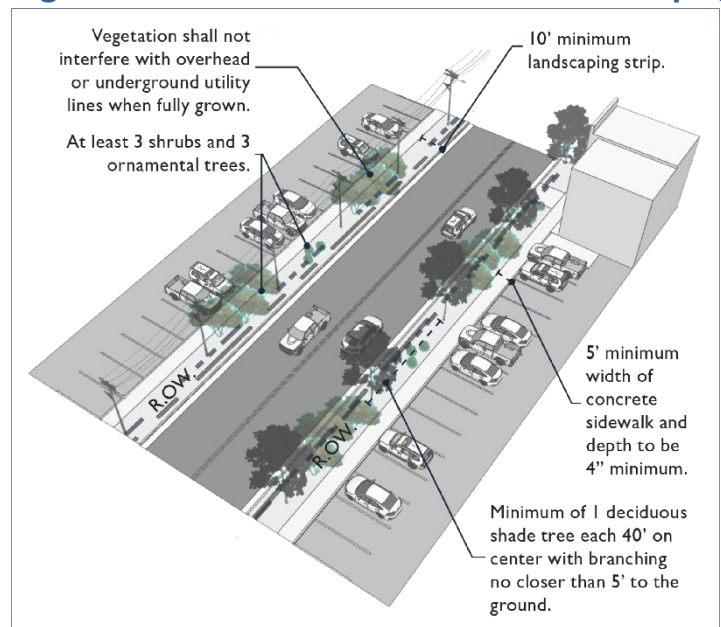 Vegetation shall not
interfere with overhead
or underground utility
lines when fully grown.
At least 3 shrubs and 3
ornamental trees.
10' minimum
landscaping strip.
R.O.W.
R.O.W.
5' minimum
width of
concrete
sidewalk and
depth to be
4" minimum.
Minimum of 1 deciduous
shade tree each 40' on
center with branching
no closer than 5' to the
ground.